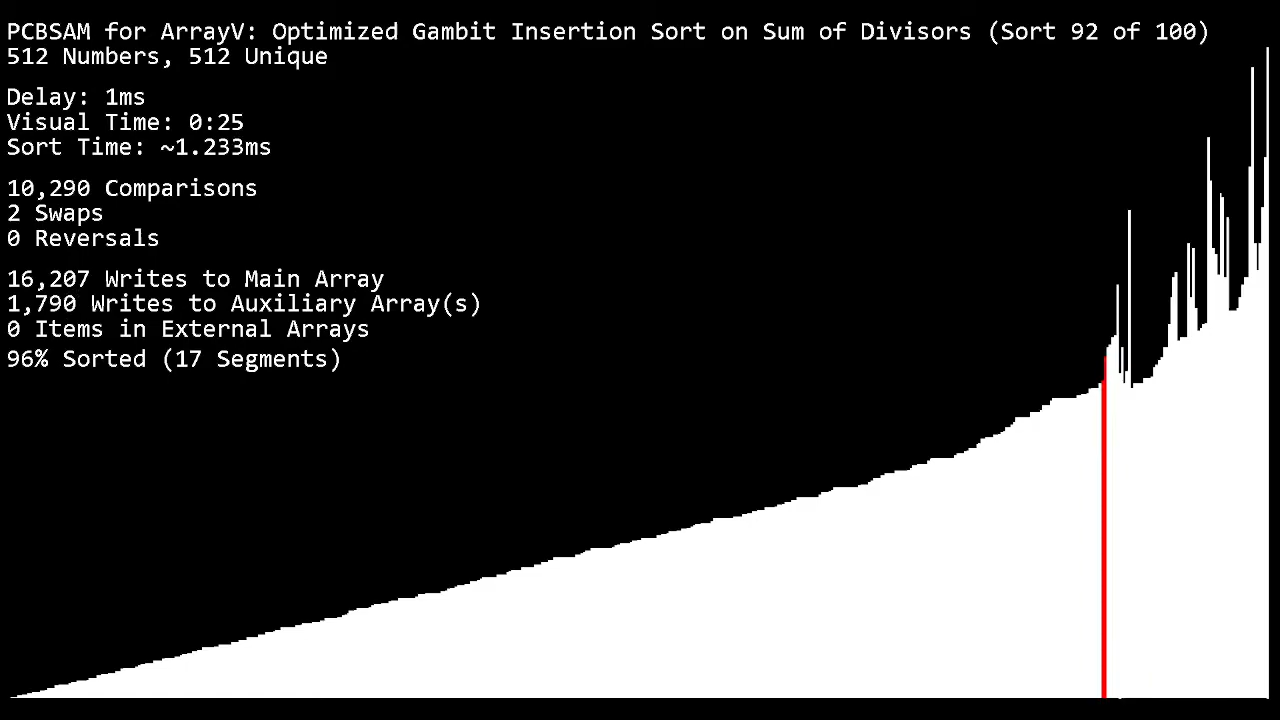 PCBSAM for ArrayV: Optimized Gambit Insertion Sort on Sum of Divisors (Sort 92 of 100)
512 Numbers, 512 Unique
Delay: 1ms
Visual Time: 0:25
Sort Time: ~1.233ms
10,290 Comparisons
2 Swaps
0 Reversals
16,207 Writes to Main Array
1,790 Writes to Auxiliary Array(s)
0 Items in External Arrays
96% Sorted (17 Segments)